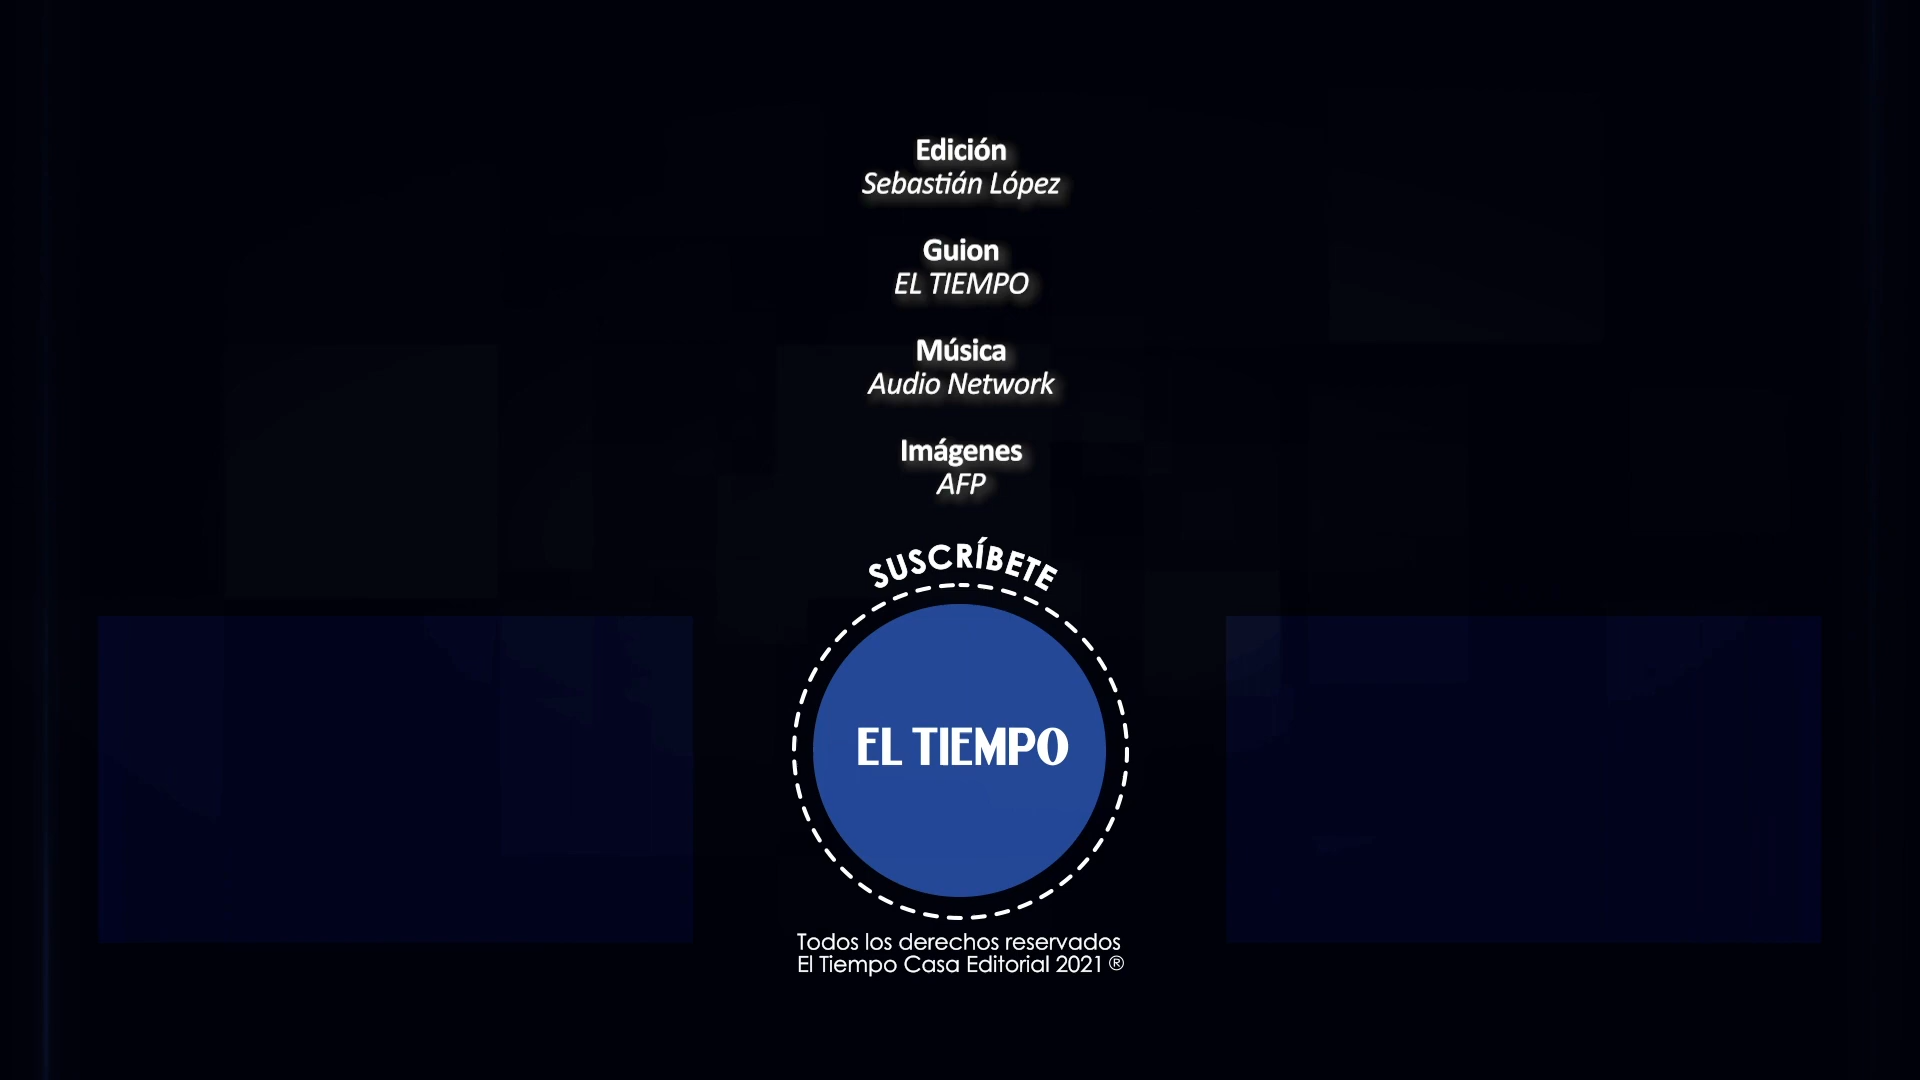 Edición
Sebastián López
Guion
EL TIEMPO
Música
Audio Network
Imágenes
AFP
SUSCRÍBETE
EL TIEMPO
Todos los derechos reservados
El Tiempo Casa Editorial 2021 ®